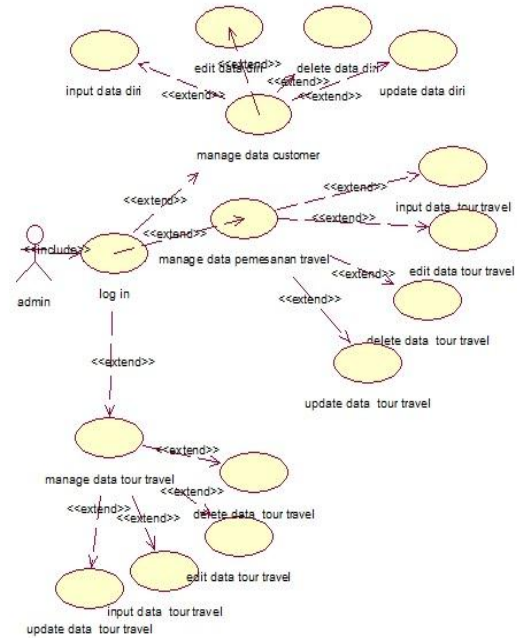 edit data diri
delete data diri
<<extend>>
<<extend>>
input data diri
update data diri
<<extend>>
<<extend>>
manage data customer
<<extend>>
<<extend>>
input data tour travel
<<include>>
<<extend>>
<<extend>>
manage data pemesanan travel
<<extend>>
edit data tour travel
log in
admin
<<extend>>
delete data tour travel
<<extend>>
update data tour travel
<<extend>>
manage data tour travel
<<extend>>
<<extend>>
<<extend>>
delete data tour travel
edit data tour travel
input data tour travel
update data tour travel